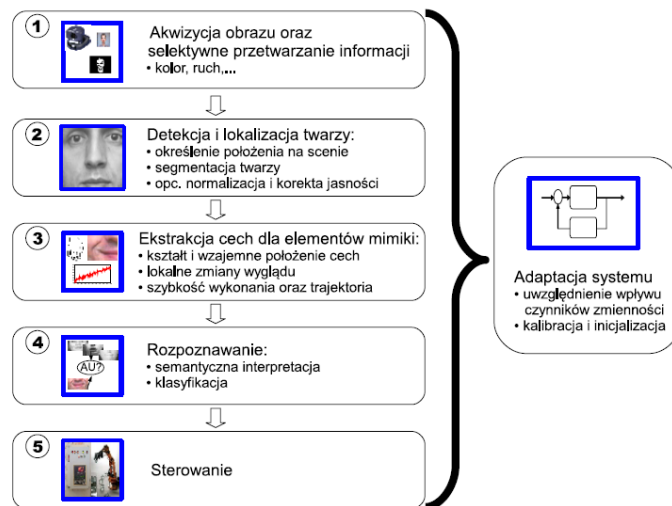 1
Akwizycja obrazu oraz
selektywne przetwarzanie informacji
• kolor, ruch,...
2
Detekcja i lokalizacja twarzy:
• określenie położenia na scenie
• segmentacja twarzy
• opc. normalizacja i korekta jasności
3
Ekstrakcja cech dla elementów mimiki:
• kształt i wzajemne położenie cech
• lokalne zmiany wyglądu
• szybkość wykonania oraz trajektoria
4
AU?
Rozpoznawanie:
• semantyczna interpretacja
• klasyfikacja
5
Sterowanie
Adaptacja systemu
• uwzględnienie wpływu
czynników zmienności
• kalibracja i inicjalizacja